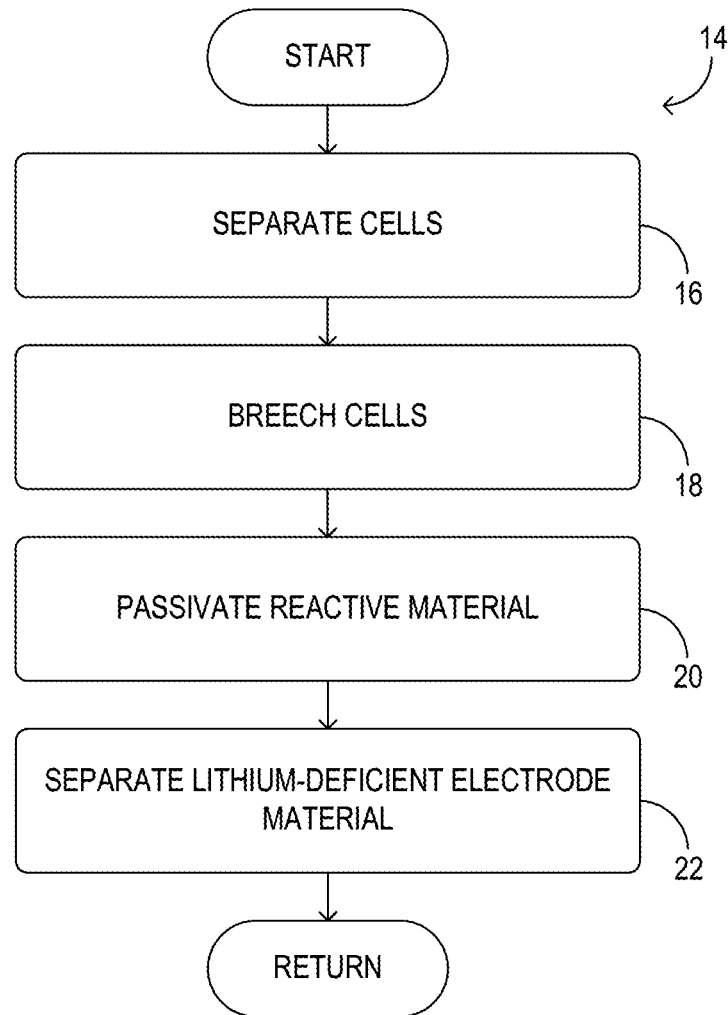 START
14
SEPARATE CELLS
16
BREECH CELLS
18
PASSIVATE REACTIVE MATERIAL
20
SEPARATE LITHIUM-DEFICIENT ELECTRODE
MATERIAL
22
RETURN